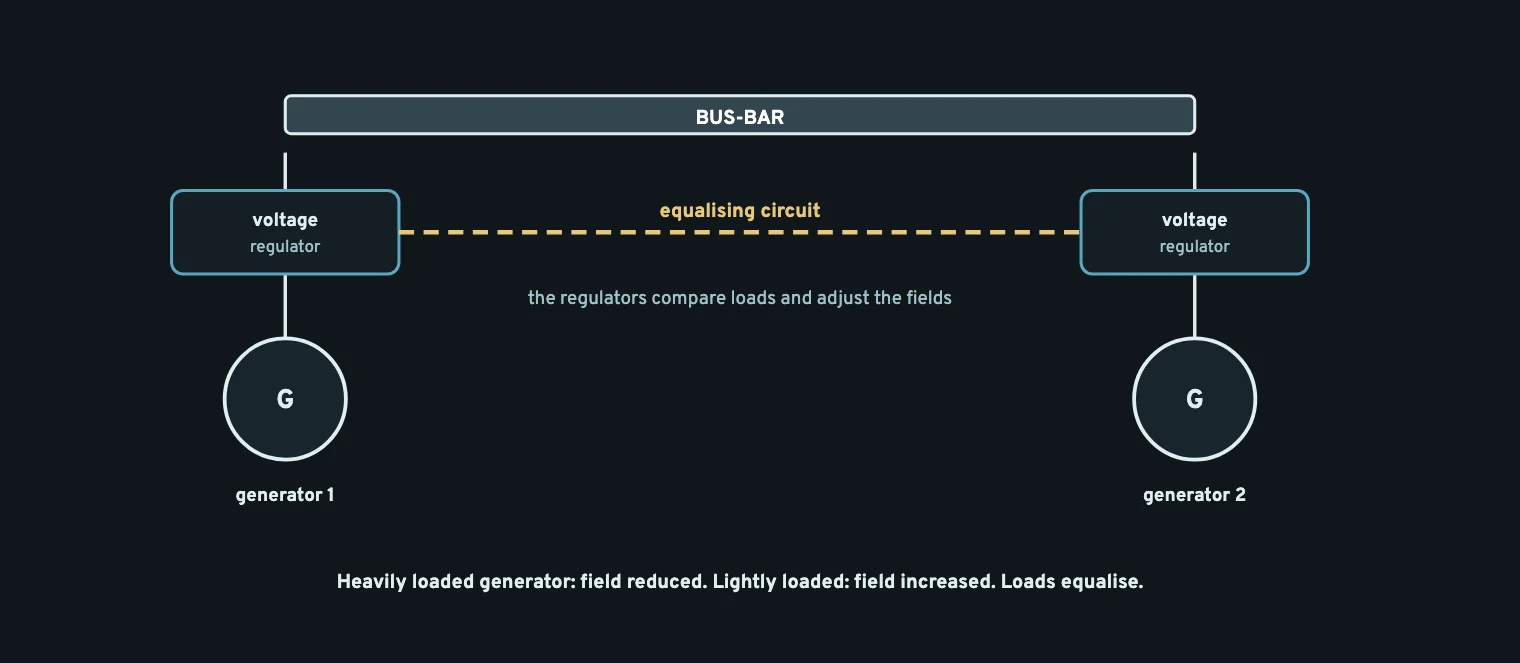 BUS-BAR
equalising circuit
voltage
regulator
voltage
regulator
the regulators compare loads and adjust the fields
G
G
generator 1
generator 2
Heavily loaded generator: field reduced. Lightly loaded: field increased. Loads equalise.